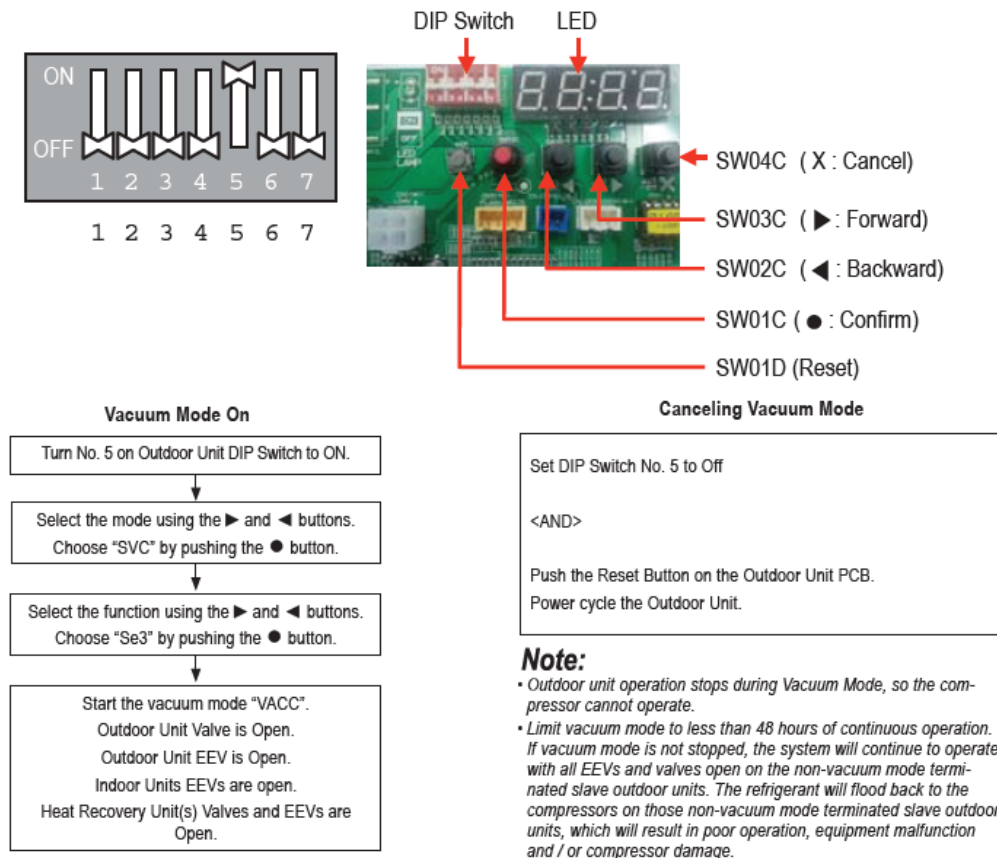 DIP Switch LED
ON
OFF
1 2 3 4 5 6 7
1 2 3 4 5 6 7
SW04C ( X : Cancel)
SW03C ( ▶ : Forward)
SW02C ( ◀ : Backward)
SW01C ( ● : Confirm)
SW01D (Reset)
Vacuum Mode On
Turn No. 5 on Outdoor Unit DIP Switch to ON.
Select the mode using the ▶ and ◀ buttons.
Choose “SVC” by pushing the ● button.
Select the function using the ▶ and ◀ buttons.
Choose “Se3” by pushing the ● button.
Start the vacuum mode “VACC”.
Outdoor Unit Valve is Open.
Outdoor Unit EEV is Open.
Indoor Units EEVs are open.
Heat Recovery Unit(s) Valves and EEVs are
Open.
Canceling Vacuum Mode
Set DIP Switch No. 5 to Off
<AND>
Push the Reset Button on the Outdoor Unit PCB.
Power cycle the Outdoor Unit.
Note:
• Outdoor unit operation stops during Vacuum Mode, so the com-
pressor cannot operate.
• Limit vacuum mode to less than 48 hours of continuous operation.
If vacuum mode is not stopped, the system will continue to operate
with all EEVs and valves open on the non-vacuum mode termi-
nated slave outdoor units. The refrigerant will flood back to the
compressors on those non-vacuum mode terminated slave outdoor
units, which will result in poor operation, equipment malfunction
and / or compressor damage.